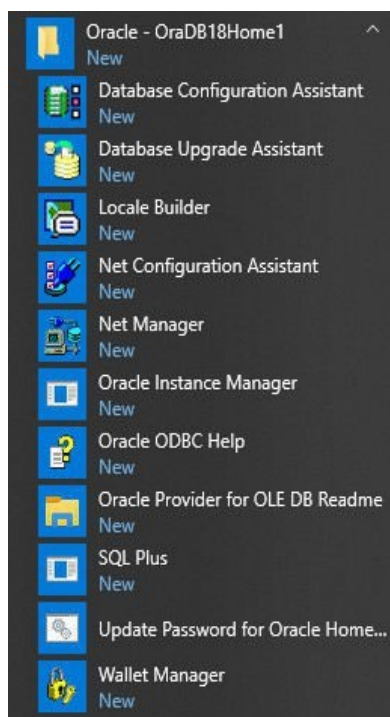 Oracle - OraDB18Home1
New
Database Configuration Assistant
New
Database Upgrade Assistant
New
Locale Builder
New
Net Configuration Assistant
New
Net Manager
New
Oracle Instance Manager
New
Oracle ODBC Help
New
Oracle Provider for OLE DB Readme
New
SQL Plus
New
Update Password for Oracle Home...
Wallet Manager
New